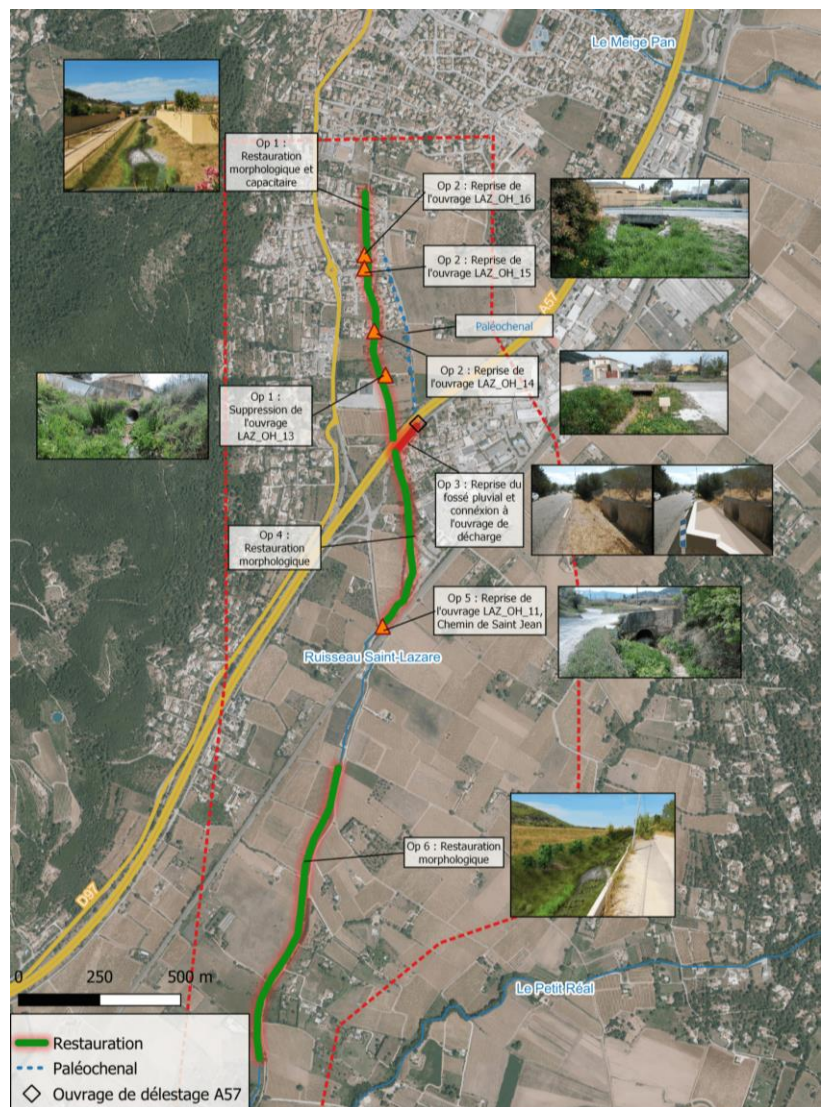 Le Meige Pan
Op 1 :
Restauration
morphologique et
capacitaire
Op 2 : Reprise de
l'ouvrage LAZ_OH_16
Op 2 : Reprise de
l'ouvrage LAZ_OH_15
A57
Paléochenal
Op 2 : Reprise de
l'ouvrage LAZ_OH_14
Op 1 :
Suppression de
l'ouvrage
LAZ_OH_13
Op 3 : Reprise du
fossé pluvial et
connéxion à
l'ouvrage de
décharge
Op 4 :
Restauration
morphologique
Op 5 : Reprise de
l'ouvrage LAZ_OH_11,
Chemin de Saint Jean
Ruisseau Saint-Lazare
Op 6 : Restauration
morphologique
D97
Le Petit Réal
0 250 500 m
Restauration
Paléochenal
Ouvrage de délestage A57